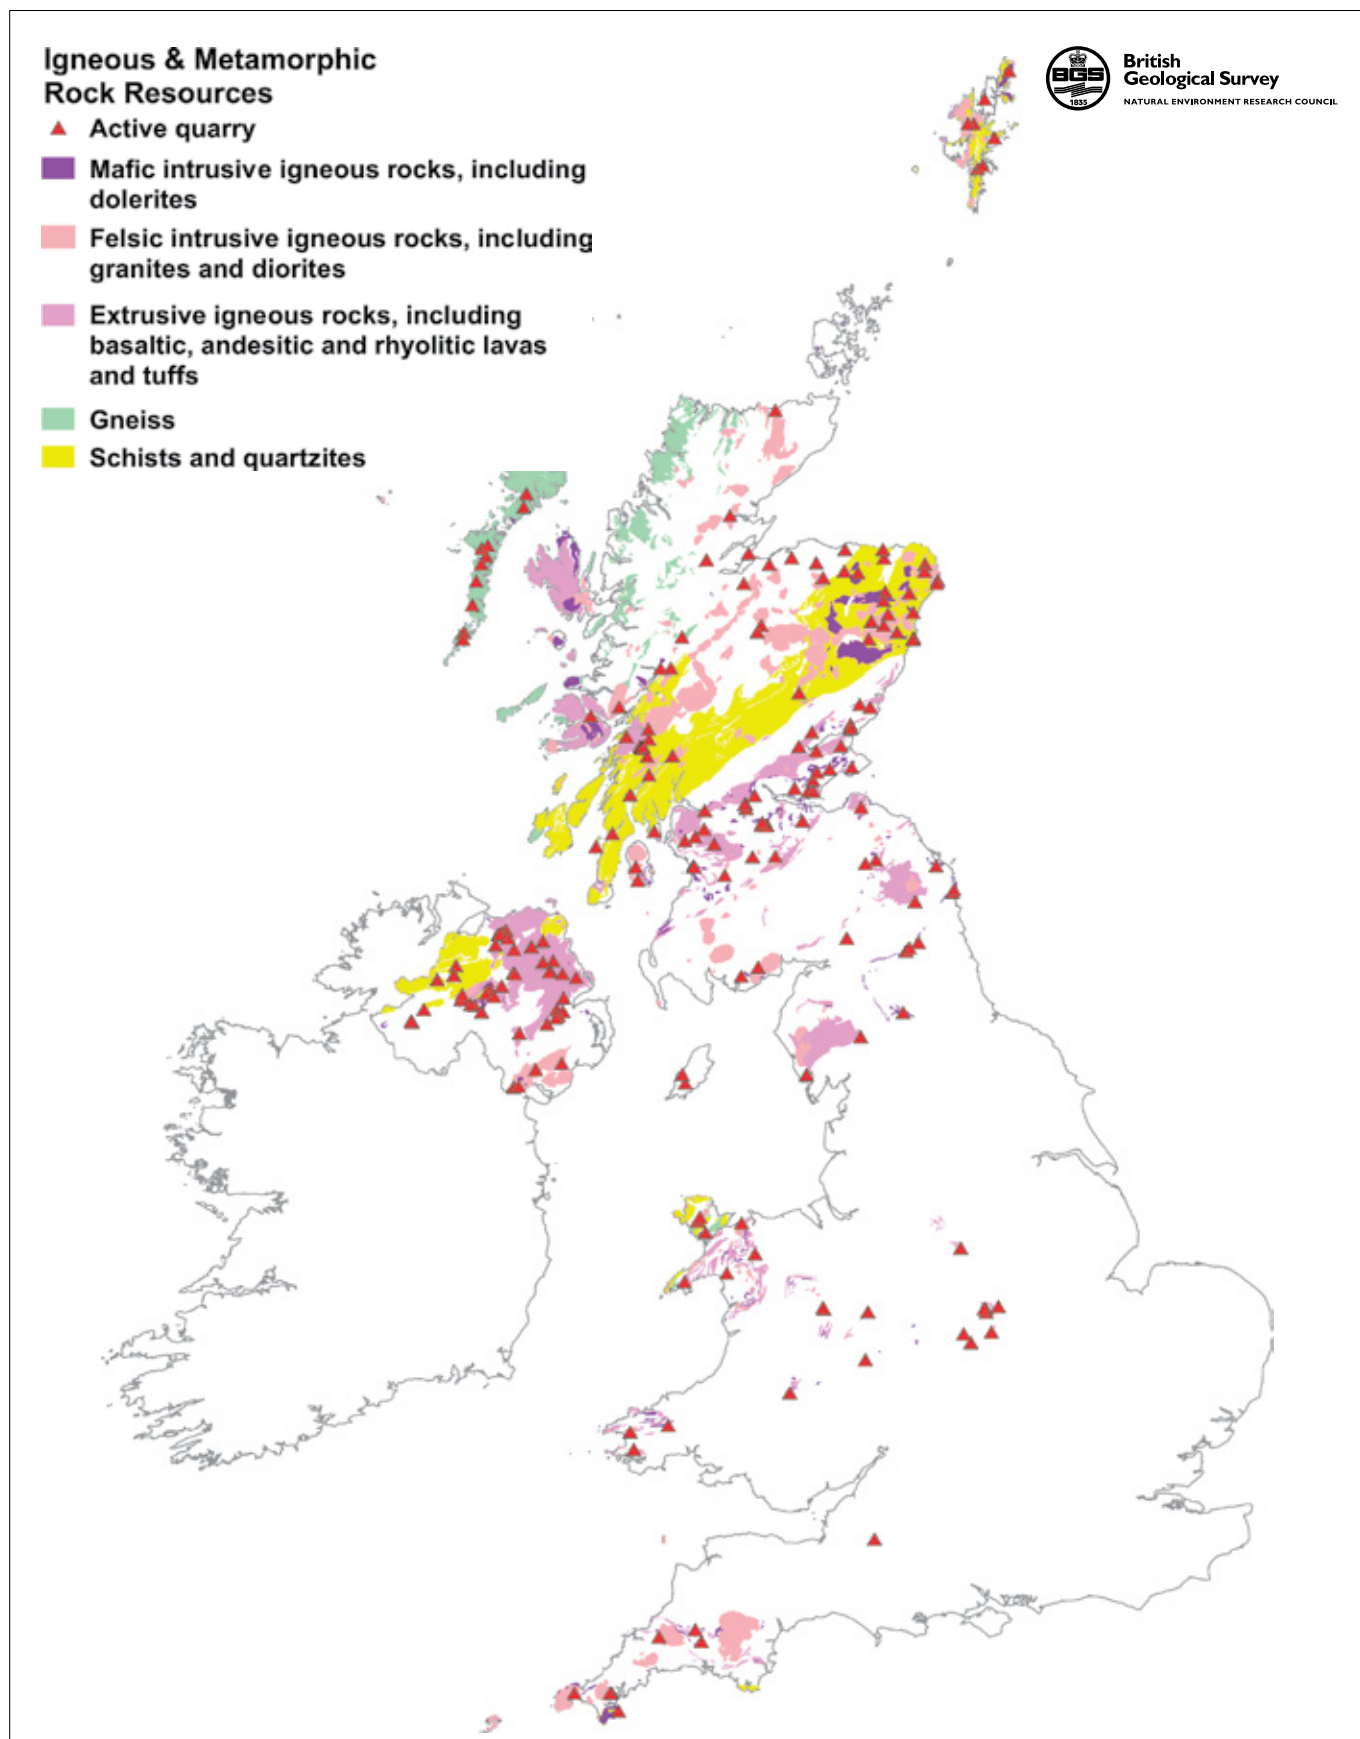 Igneous & Metamorphic
Rock Resources
Active quarry
Mafic intrusive igneous rocks, including
dolerites
Felsic intrusive igneous rocks, including
granites and diorites
Extrusive igneous rocks, including
basaltic, andesitic and rhyolitic lavas
and tuffs
Gneiss
Schists and quartzites
BGS
1835
British
Geological Survey
NATURAL ENVIRONMENT RESEARCH COUNCIL